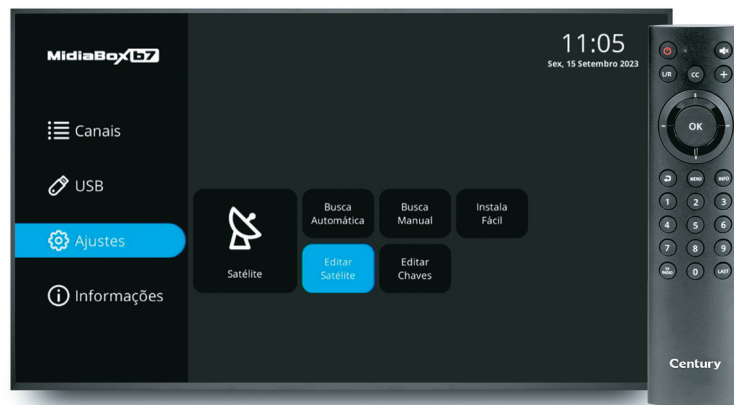 MidiaBox b7
11:05
Sex, 15 Setembro 2023
Canais
USB
Ajustes
Informações
Satélite
Busca
Automática
Busca
Manual
Instala
Fácil
Editar
Satélite
Editar
Chaves
L/R CC +
OK
MENU INFO
1 2 3
4 5 6
7 8 9
TV
RADIO 0 LAST
Century